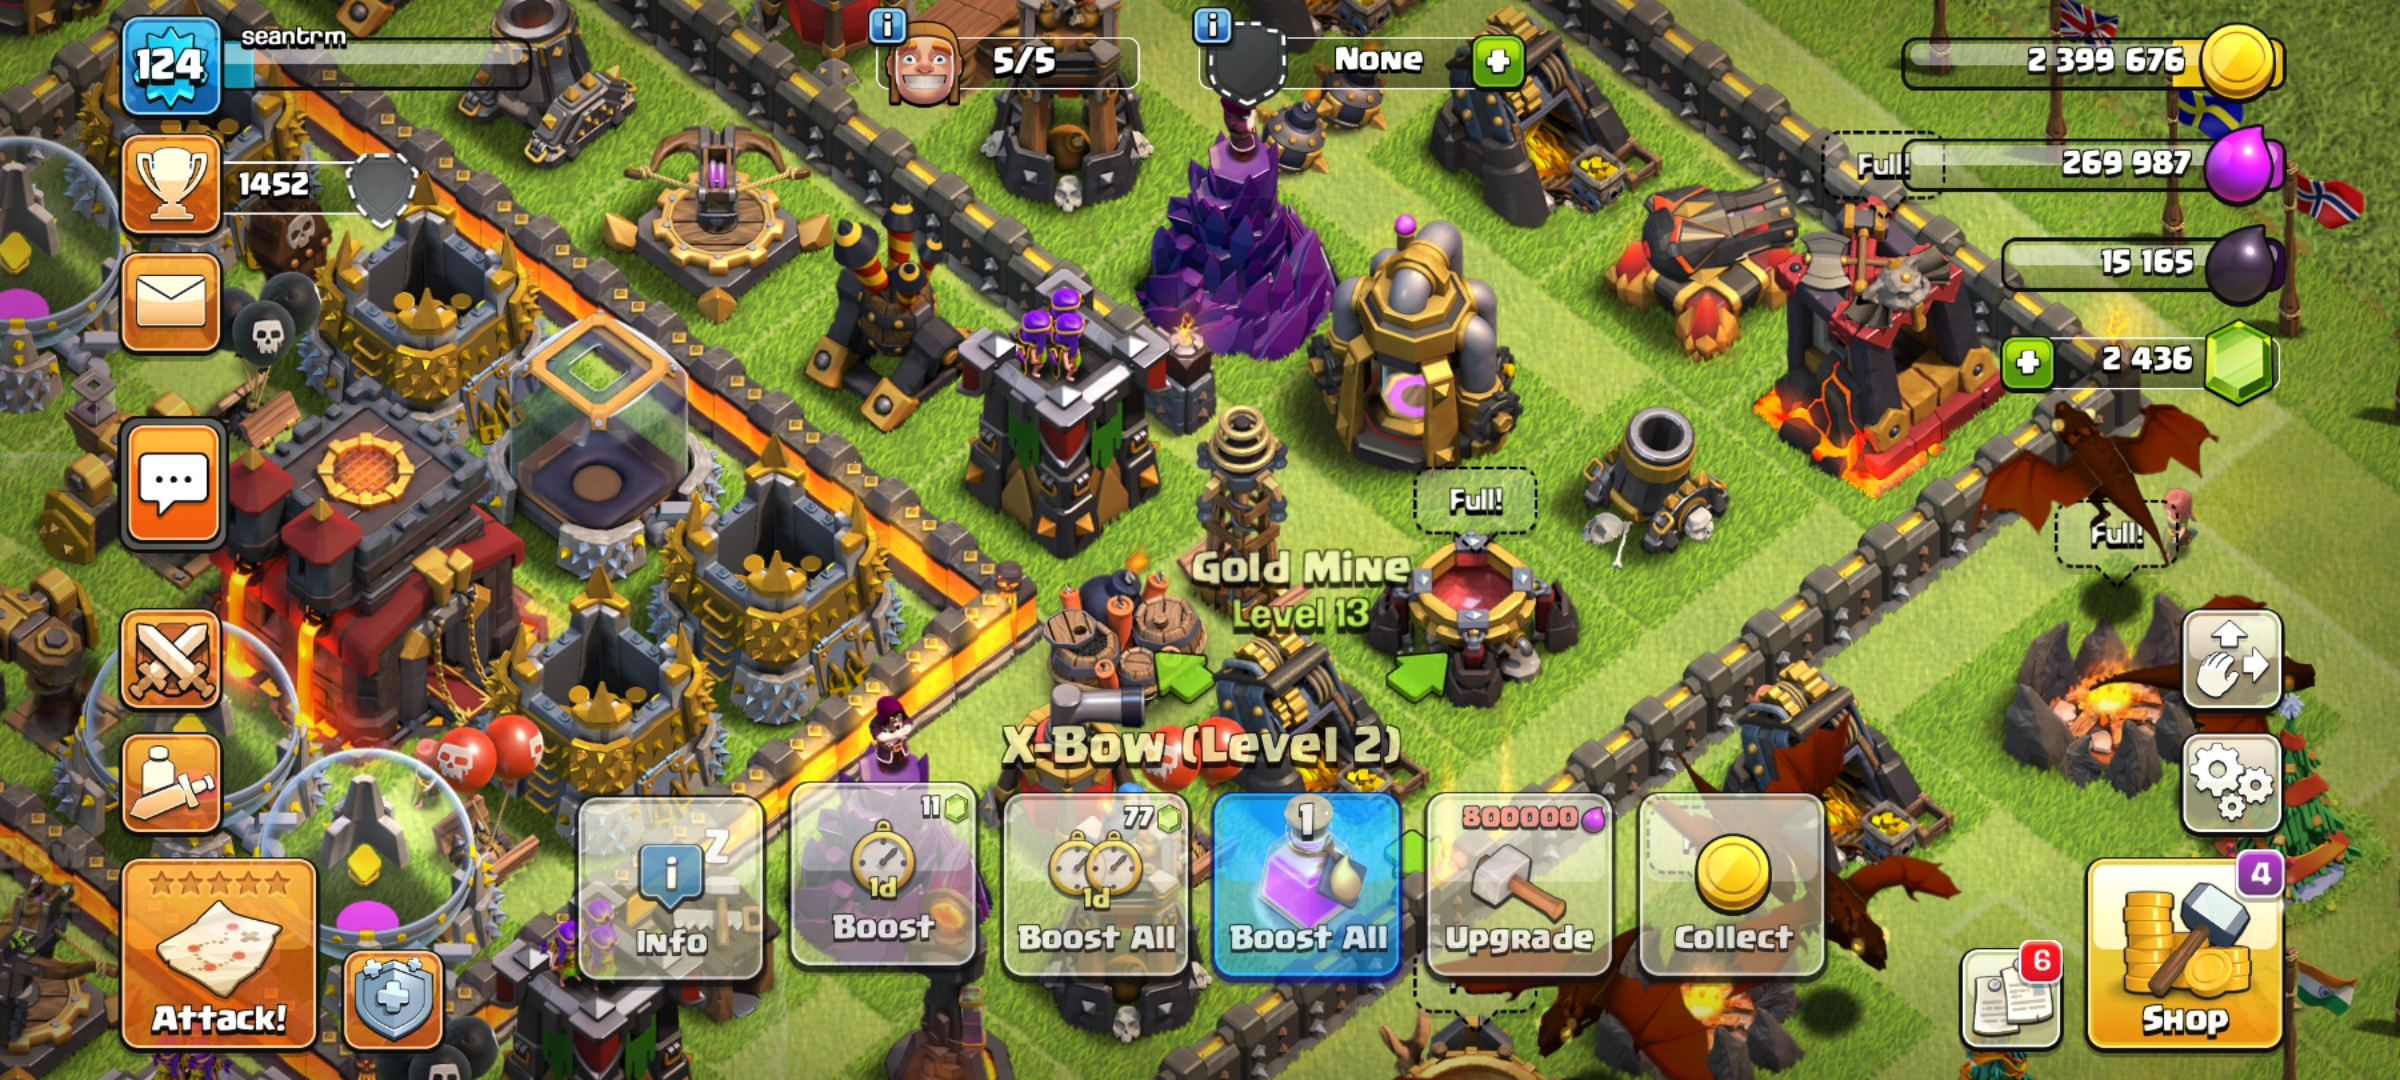 124
seantrm
5/5
None
2 399 676
Full!
269 987
1452
15 165
2 436
Full!
Full!
Gold Mine
Level 13
X-Bow (Level 2)
11
77
1
800000
4
2
1d
1d
Info
Boost
Boost All
Boost All
Upgrade
Collect
6
Attack!
Shop